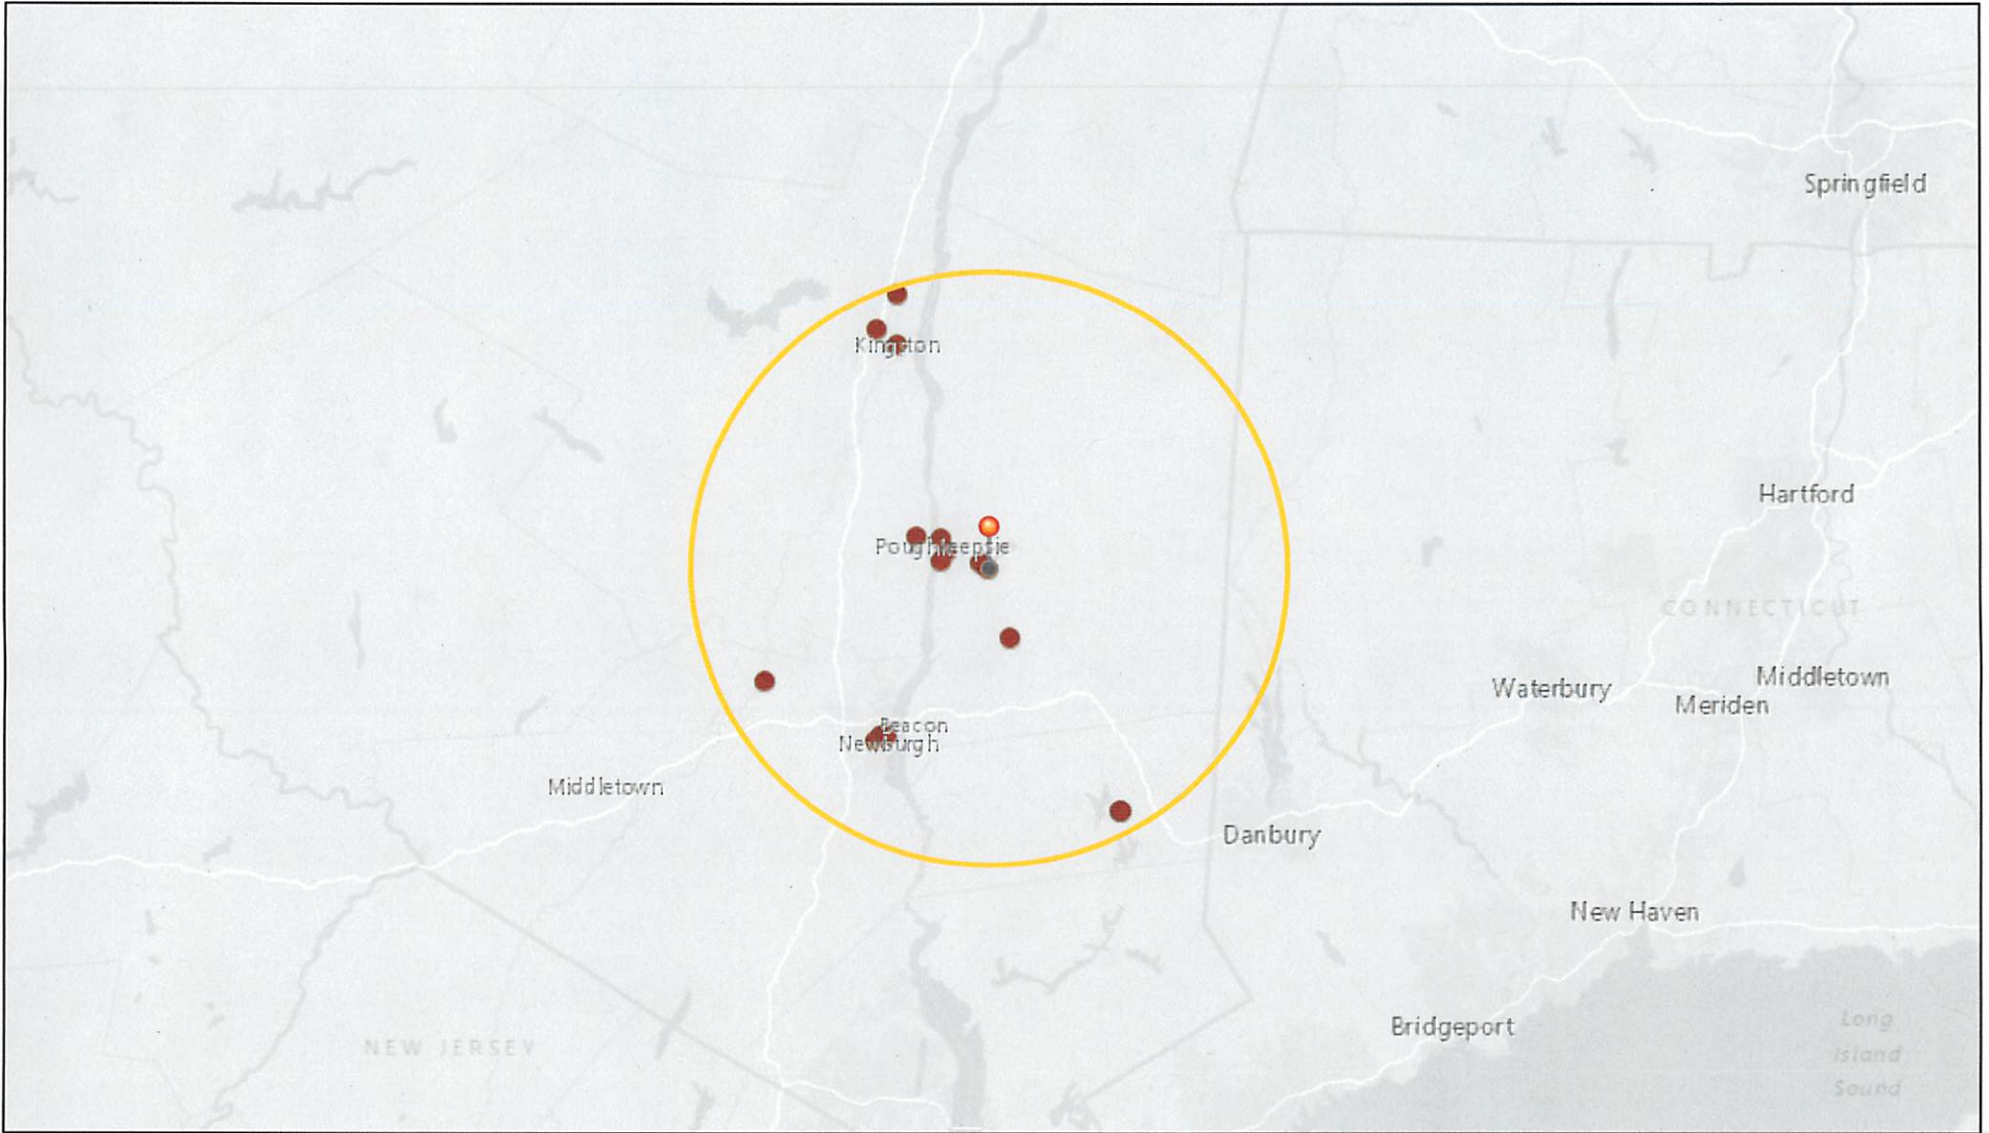 Springfield
Kingston
Hartford
Poughkeepsie
CONNECTICUT
Middletown
Waterbury
Meriden
Beacon
Newburgh
Middletown
Danbury
New Haven
Bridgeport
Long
Island
Sound
NEW JERSEY